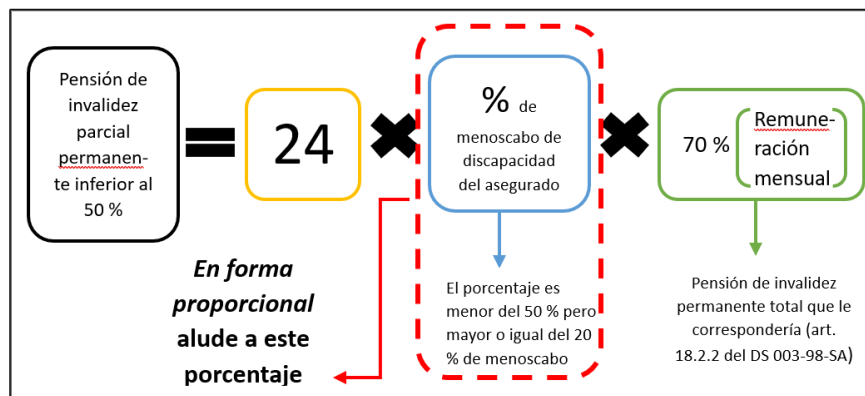 Pensión de
invalidez
parcial
permanen-
te inferior al
50 %
24
% de
menoscabo de
discapacidad
del asegurado
70 %
Remune-
ración
mensual
En forma
proporcional
alude a este
porcentaje
El porcentaje es
menor del 50 % pero
mayor o igual del 20
% de menoscabo
Pensión de invalidez
permanente total que le
correspondería (art.
18.2.2 del DS 003-98-SA)